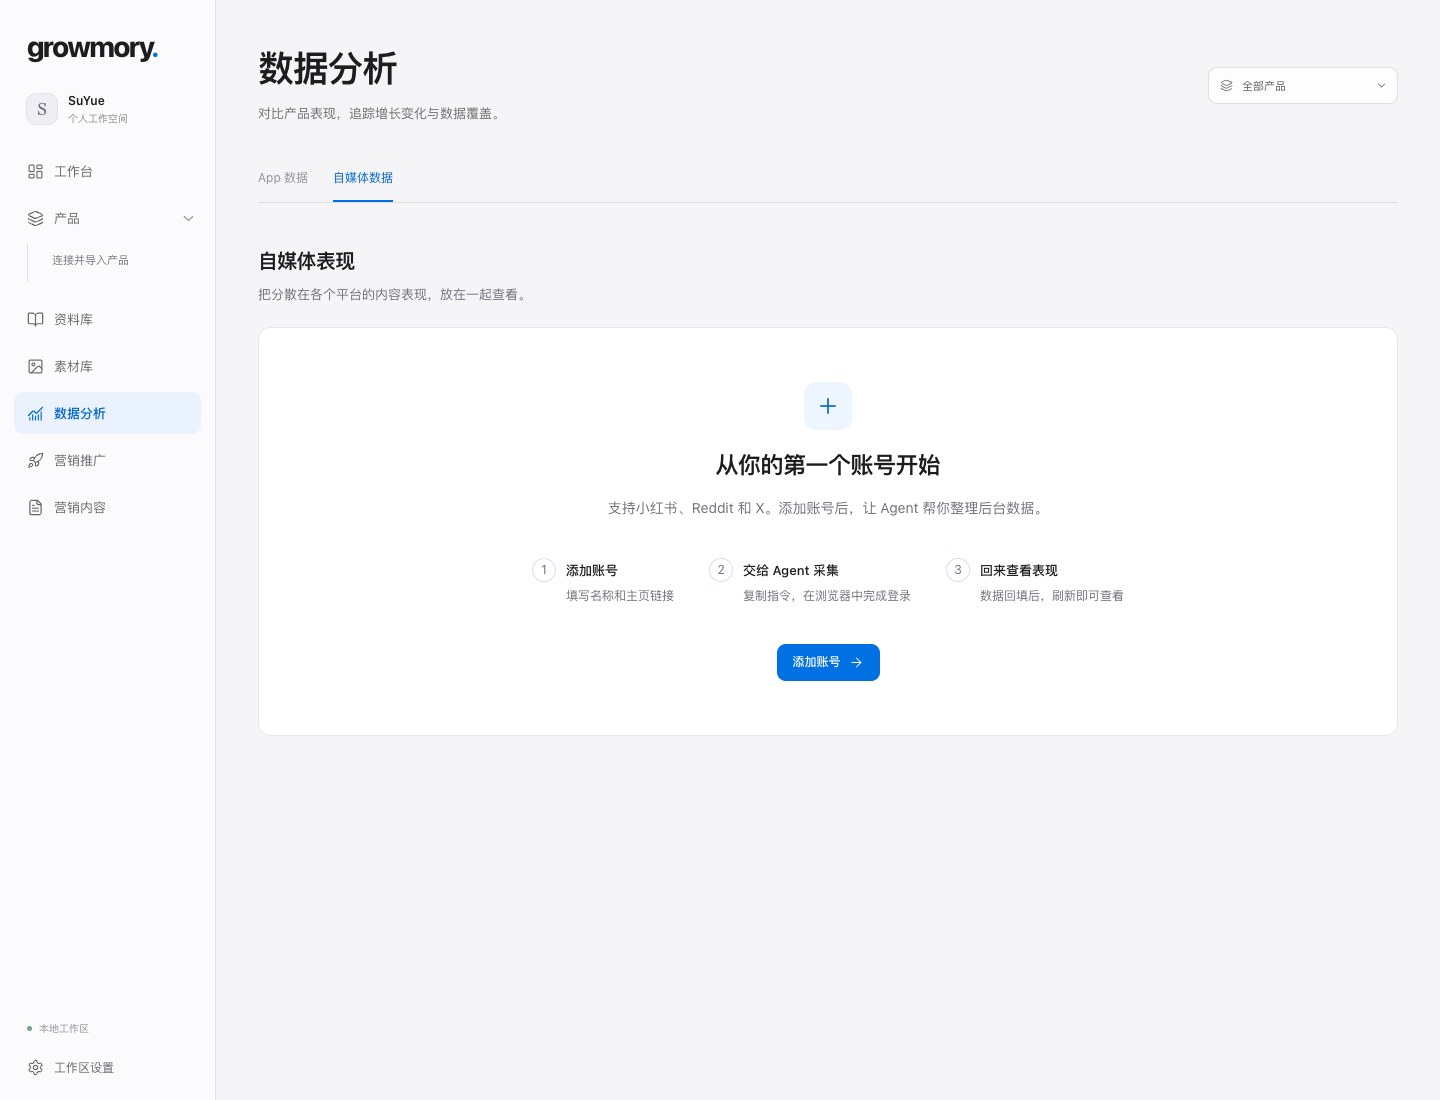 growmory.
S
SuYue
个人工作空间
工作台
产品
连接并导入产品
资料库
素材库
数据分析
营销推广
营销内容
本地工作区
工作区设置
数据分析
对比产品表现，追踪增长变化与数据覆盖。
全部产品
App 数据
自媒体数据
自媒体表现
把分散在各个平台的内容表现，放在一起查看。
从你的第一个账号开始
支持小红书、Reddit 和 X。添加账号后，让 Agent 帮你整理后台数据。
1
添加账号
填写名称和主页链接
2
交给 Agent 采集
复制指令，在浏览器中完成登录
3
回来查看表现
数据回填后，刷新即可查看
添加账号